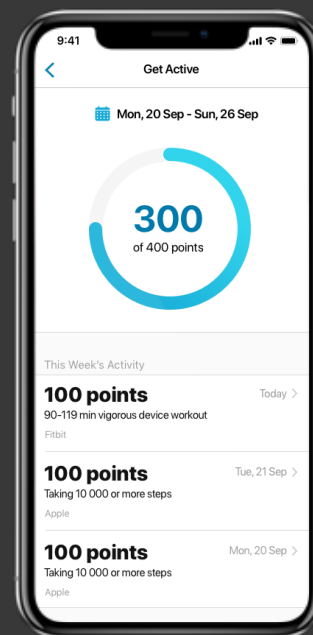 9:41
Get Active
Mon, 20 Sep - Sun, 26 Sep
300
of 400 points
This Week's Activity
100 points
Today
90-119 min vigorous device workout
Fitbit
100 points
Tue, 21 Sep
Taking 10 000 or more steps
Apple
100 points
Mon, 20 Sep
Taking 10 000 or more steps
Apple